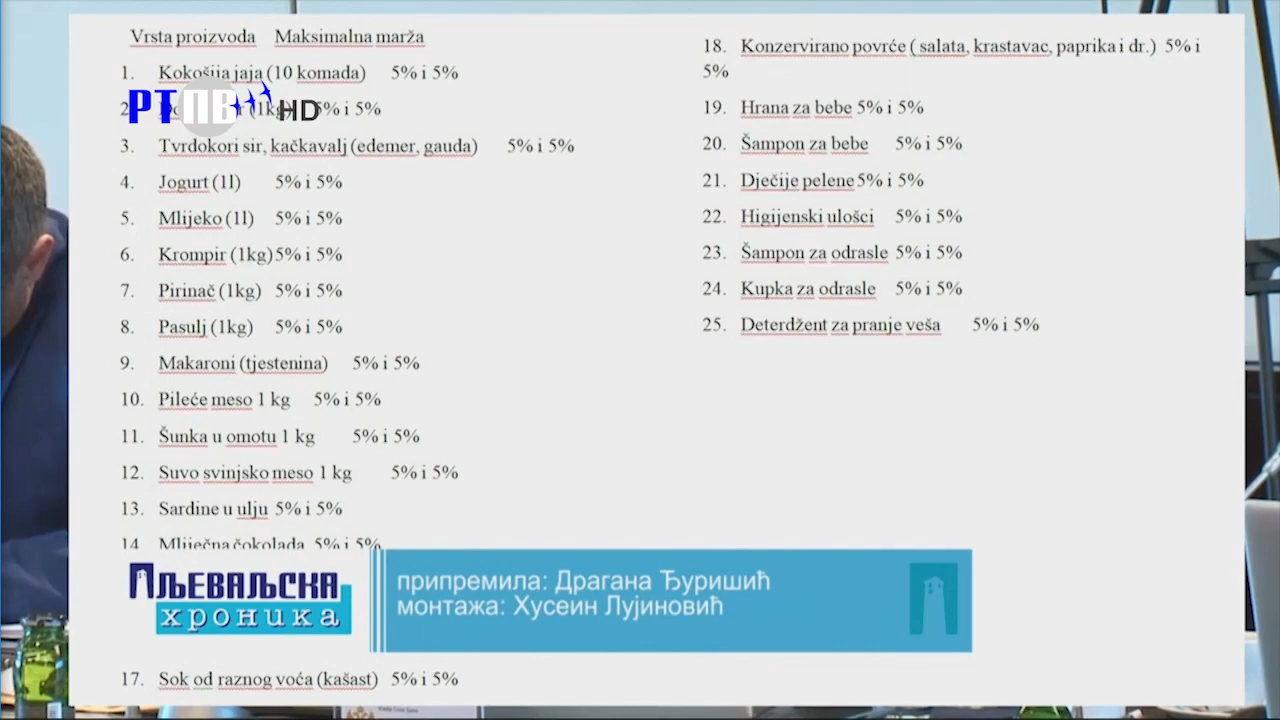 Vrsta proizvoda Maksimalna marža
1. Kokošija jaja (10 komada) 5% i 5%
РТПВ HD
2. (1kg) 5% i 5%
3. Tvrdokori sir, kačkavalj (edemer, gauda) 5% i 5%
4. Jogurt (1l) 5% i 5%
5. Mlijeko (1l) 5% i 5%
6. Krompir (1kg) 5% i 5%
7. Pirinač (1kg) 5% i 5%
8. Pasulj (1kg) 5% i 5%
9. Makaroni (tjestenina) 5% i 5%
10. Pileće meso 1 kg 5% i 5%
11. Šunka u omotu 1 kg 5% i 5%
12. Suvo svinjsko meso 1 kg 5% i 5%
13. Sardine u ulju 5% i 5%
14. Mliječna čokolada 5% i 5%
17. Sok od raznog voća (kašast) 5% i 5%
18. Konzervirano povrće ( salata, krastavac, paprika i dr.) 5% i
5%
19. Hrana za bebe 5% i 5%
20. Šampon za bebe 5% i 5%
21. Dječije pelene 5% i 5%
22. Higijenski ulošci 5% i 5%
23. Šampon za odrasle 5% i 5%
24. Kupka za odrasle 5% i 5%
25. Deterdžent za pranje veša 5% i 5%
Пљеваљска
хроника
припремила: Драгана Ђуришић
монтажа: Хусеин Лујиновић